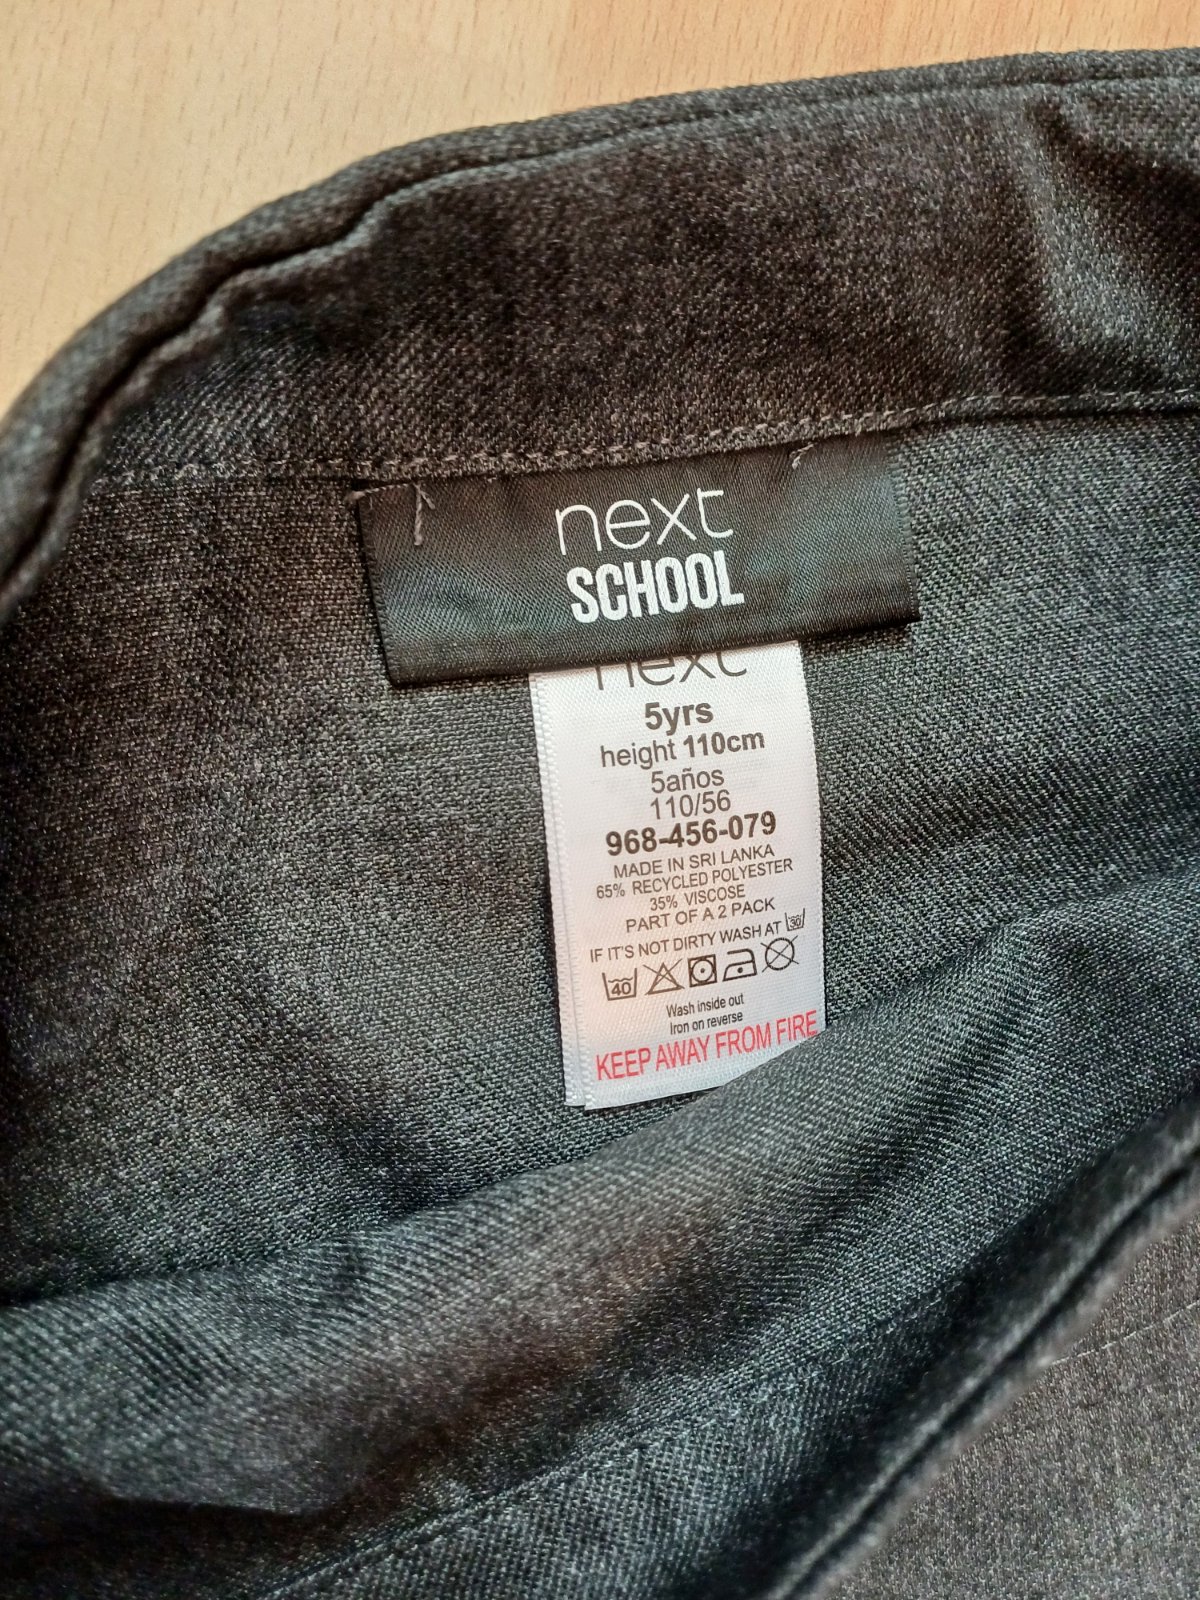 next
SCHOOL
next
5yrs
height 110cm
5años
110/56
968-456-079
MADE IN SRI LANKA
65% RECYCLED POLYESTER
35% VISCOSE
PART OF A 2 PACK
IF IT'S NOT DIRTY WASH AT 30
40
Wash inside out
Iron on reverse
KEEP AWAY FROM FIRE